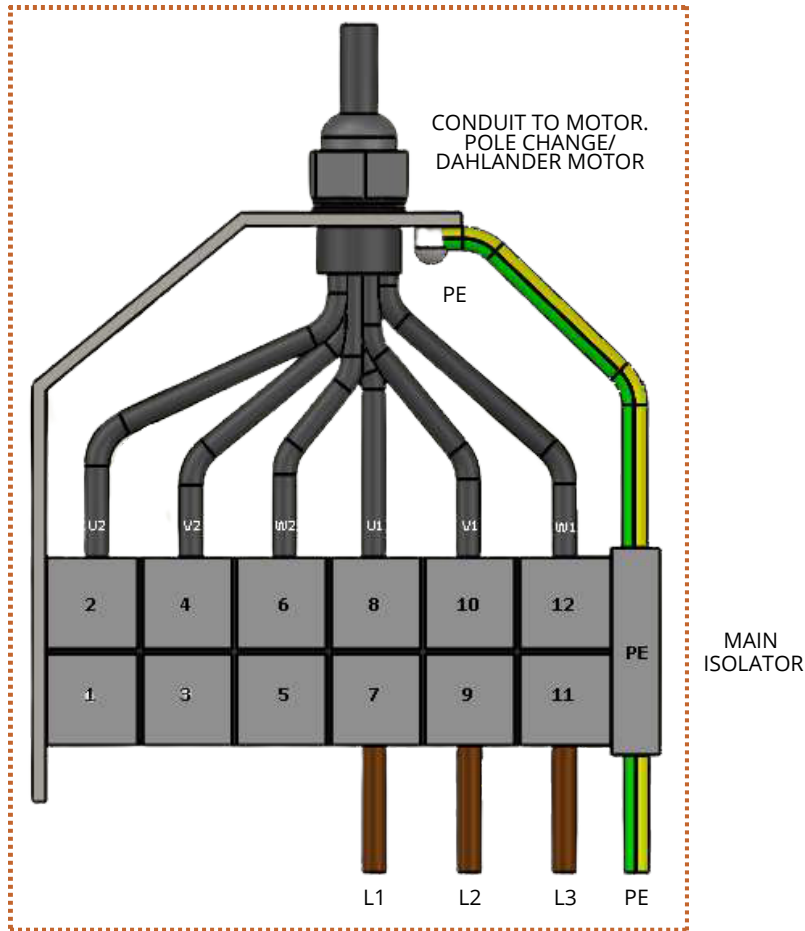 CONDUIT TO MOTOR.
POLE CHANGE/
DAHLANDER MOTOR
PE
U2 V2 W2 U1 V1 W1
2 4 6 8 10 12
PE
1 3 5 7 9 11
MAIN
ISOLATOR
L1 L2 L3 PE